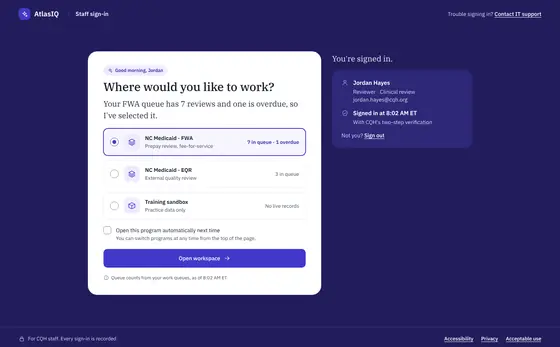 AtlasIQ
Staff sign-in
Trouble signing in? Contact IT support
Good morning, Jordan
Where would you like to work?
Your FWA queue has 7 reviews and one is overdue, so
I've selected it.
NC Medicaid · FWA
Prepay review, fee-for-service
7 in queue · 1 overdue
NC Medicaid · EQR
External quality review
3 in queue
Training sandbox
Practice data only
No live records
Open this program automatically next time
You can switch programs at any time from the top of the page.
Open workspace
Queue counts from your work queues, as of 8:02 AM ET
You're signed in.
Jordan Hayes
Reviewer · Clinical review
jordan.hayes@cqh.org
Signed in at 8:02 AM ET
With CQH's two-step verification
Not you? Sign out
For CQH staff. Every sign-in is recorded.
Accessibility
Privacy
Acceptable use